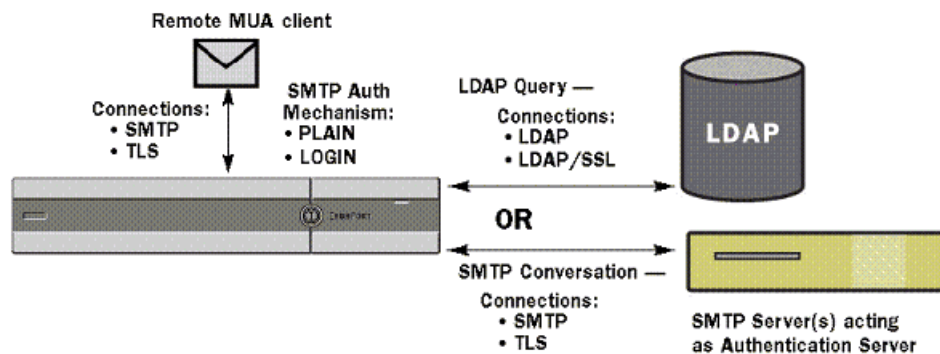 Remote MUA client
Connections:
• SMTP
• TLS
SMTP Auth
Mechanism:
• PLAIN
• LOGIN
LDAP Query —
Connections:
• LDAP
• LDAP/SSL
LDAP
OR
SMTP Conversation —
Connections:
• SMTP
• TLS
SMTP Server(s) acting
as Authentication Server